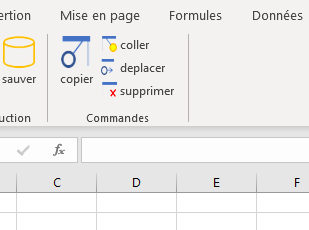 ertion Mise en page Formules Données
coller
sauver copier deplacer
supprimer
uction Commandes
fx
C D E F